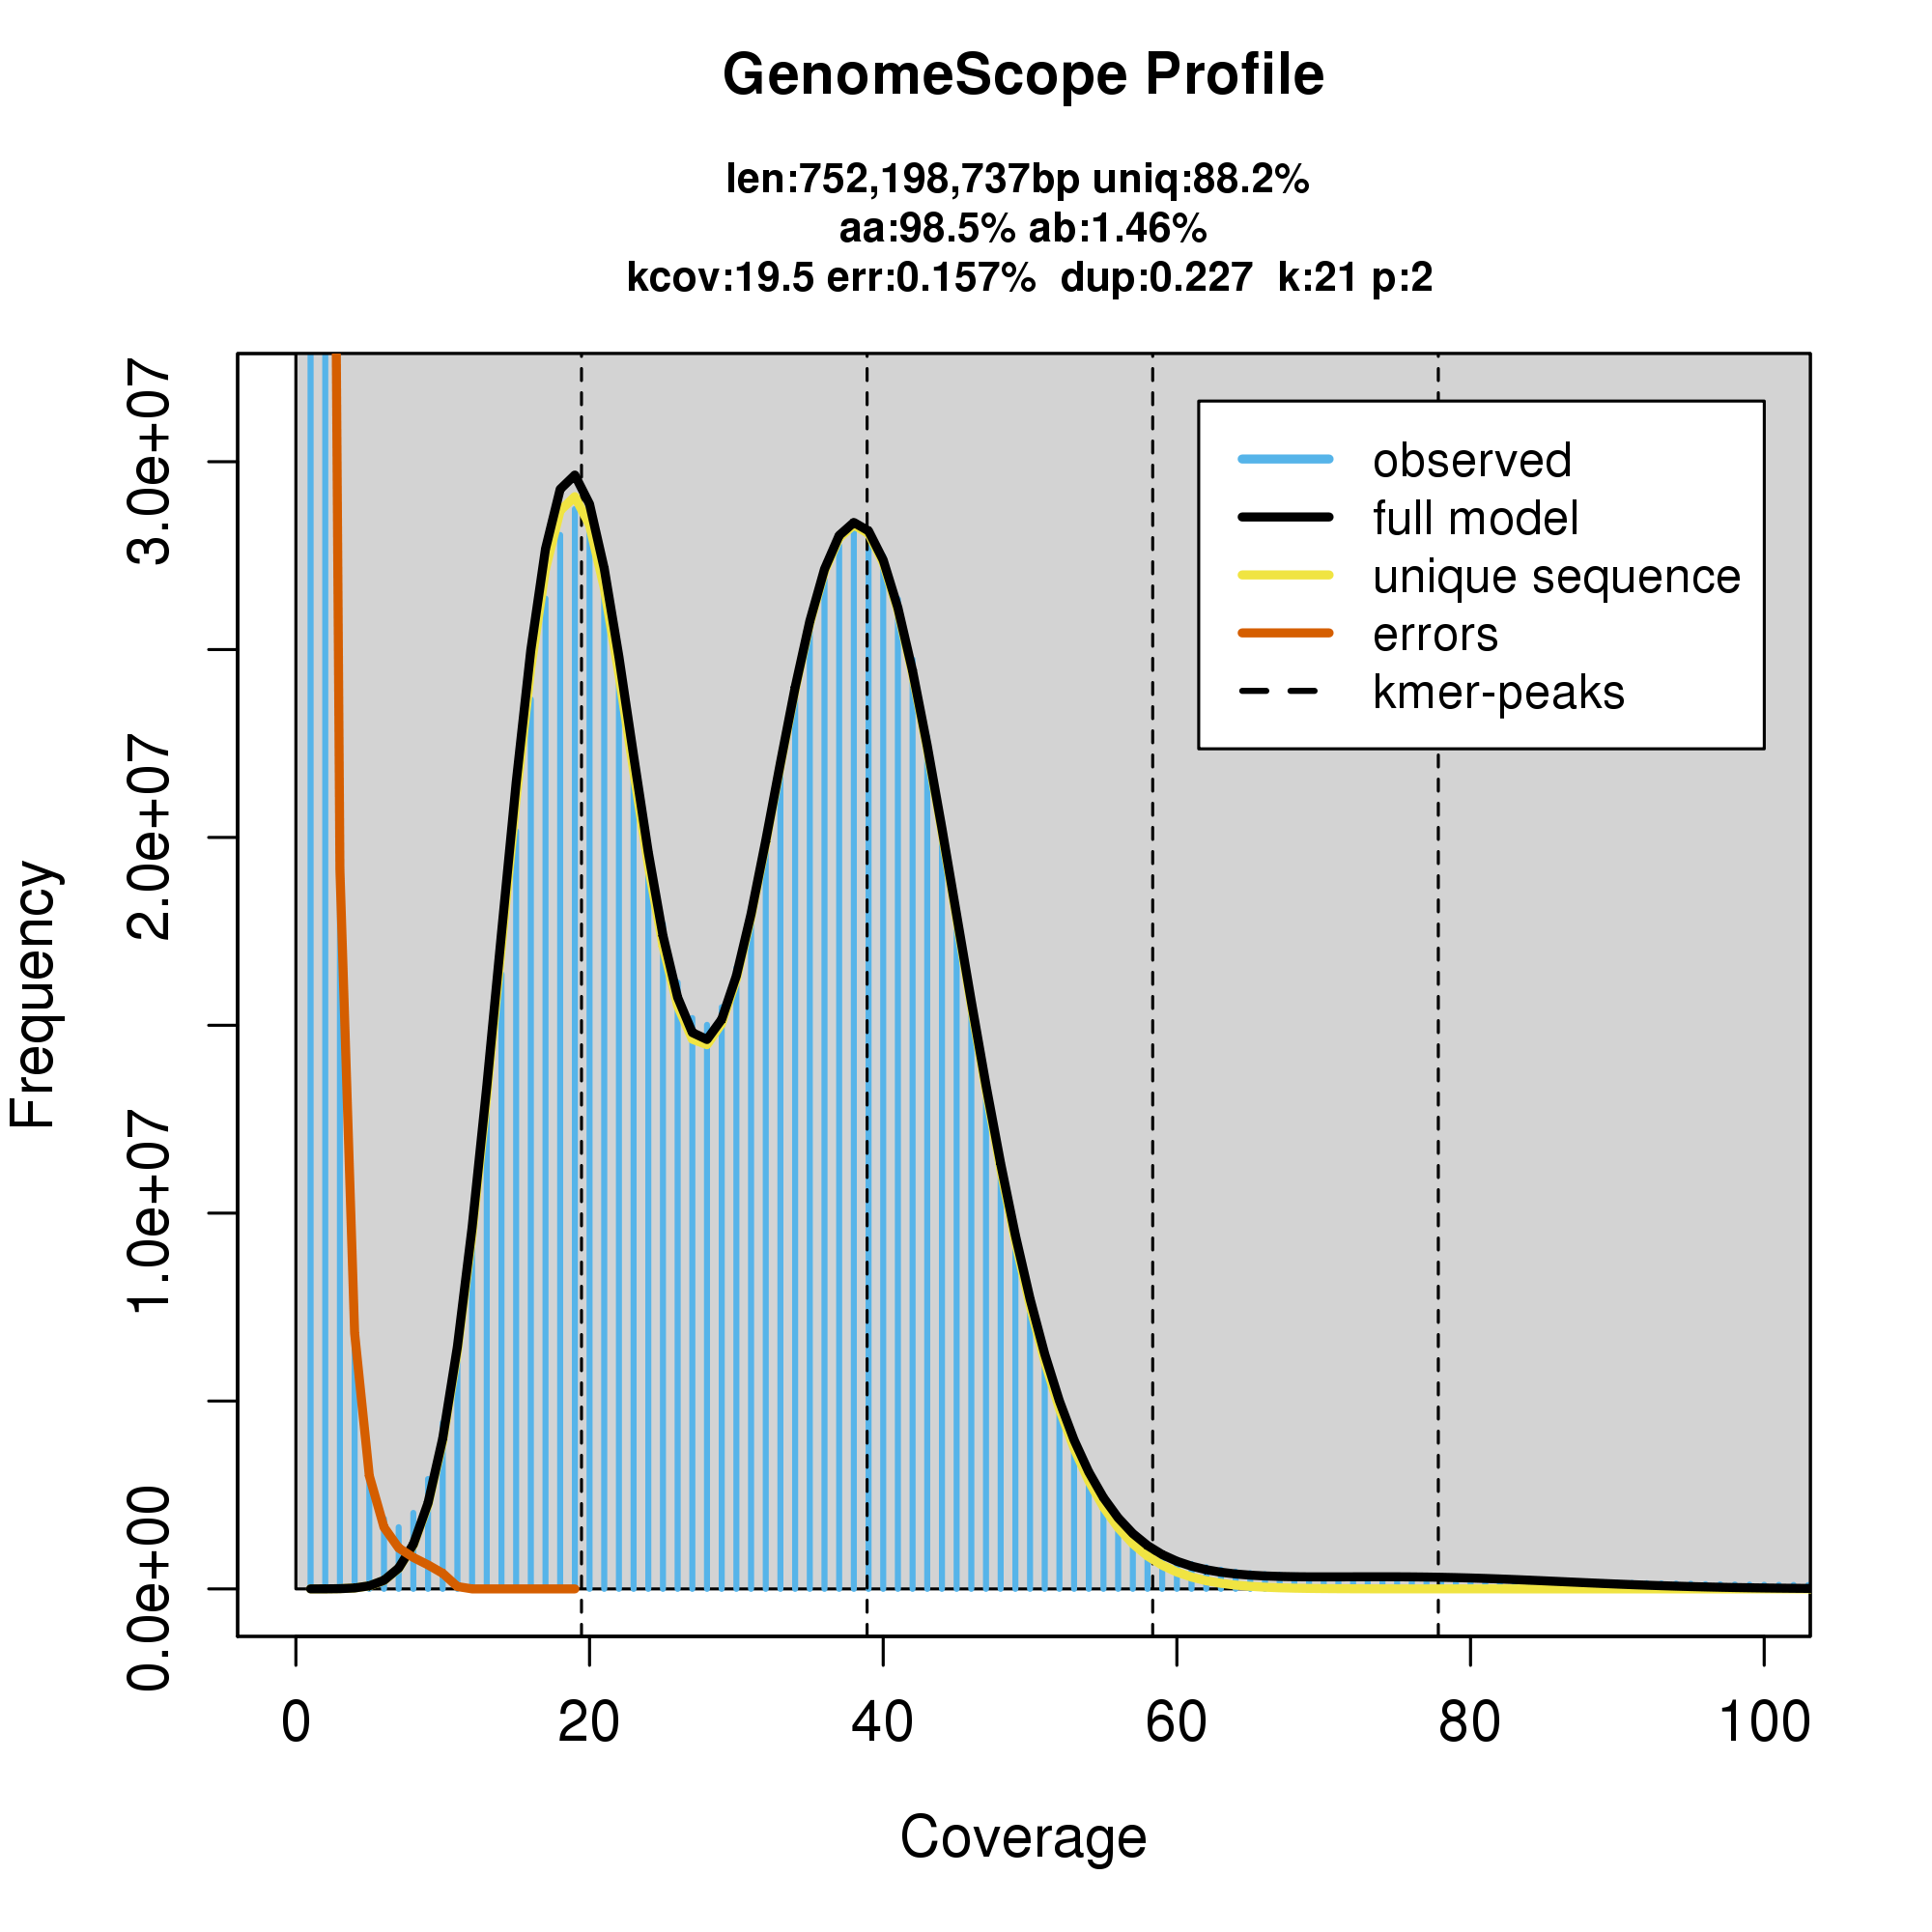 GenomeScope Profile
len:752,198,737bp uniq:88.2%
aa:98.5% ab:1.46%
kcov:19.5 err:0.157%  dup:0.227  k:21 p:2
observed
full model
unique sequence
errors
kmer-peaks
Frequency
3.0e+07
2.0e+07
1.0e+07
0.0e+00
0 20 40 60 80 100
Coverage